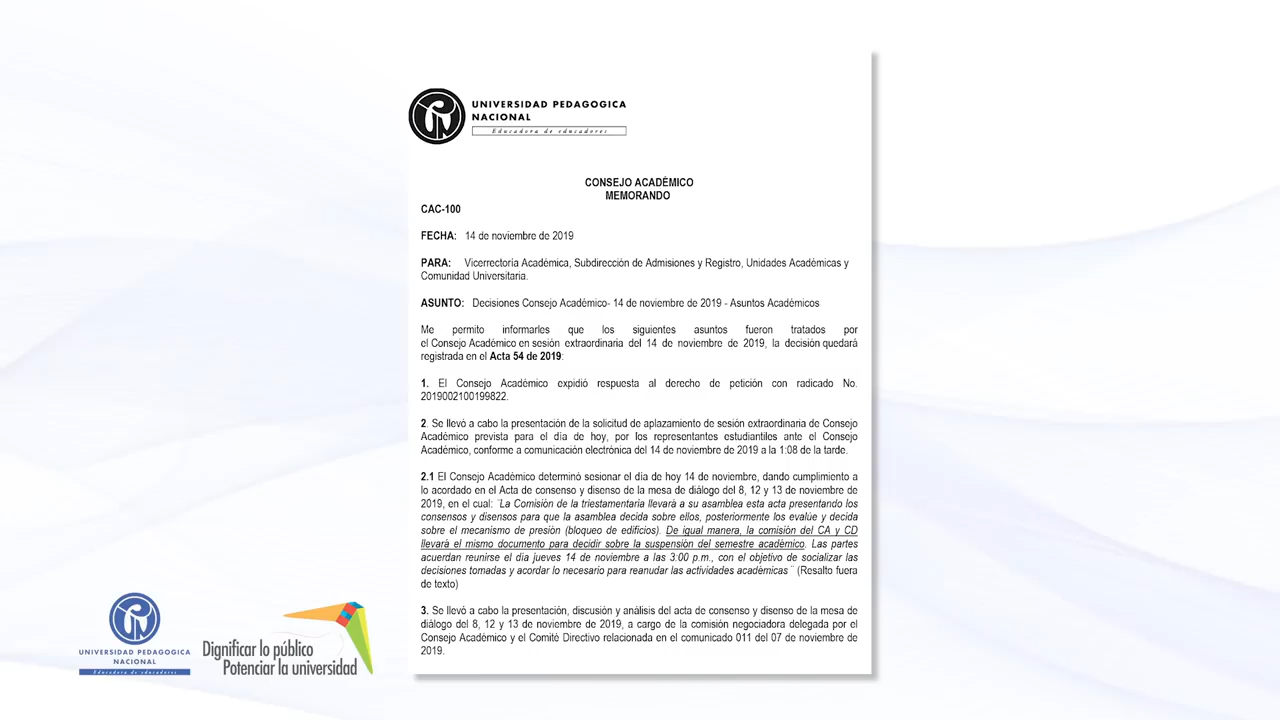 UNIVERSIDAD PEDAGOGICA
NACIONAL
Educadora de educadores
CONSEJO ACADÉMICO
MEMORANDO
CAC-100
FECHA: 14 de noviembre de 2019
PARA: Vicerrectoría Académica, Subdirección de Admisiones y Registro, Unidades Académicas y
Comunidad Universitaria.
ASUNTO: Decisiones Consejo Académico- 14 de noviembre de 2019 - Asuntos Académicos
Me permito informarles que los siguientes asuntos fueron tratados por
el Consejo Académico en sesión extraordinaria del 14 de noviembre de 2019, la decisión quedará
registrada en el Acta 54 de 2019:
1. El Consejo Académico expidió respuesta al derecho de petición con radicado No.
2019002100199822.
2. Se llevó a cabo la presentación de la solicitud de aplazamiento de sesión extraordinaria de Consejo
Académico prevista para el día de hoy, por los representantes estudiantiles ante el Consejo
Académico, conforme a comunicación electrónica del 14 de noviembre de 2019 a la 1:08 de la tarde.
2.1 El Consejo Académico determinó sesionar el día de hoy 14 de noviembre, dando cumplimiento a
lo acordado en el Acta de consenso y disenso de la mesa de diálogo del 8, 12 y 13 de noviembre de
2019, en el cual: ¨La Comisión de la triestamentaria llevará a su asamblea esta acta presentando los
consensos y disensos para que la asamblea decida sobre ellos, posteriormente los evalúe y decida
sobre el mecanismo de presión (bloqueo de edificios). De igual manera, la comisión del CA y CD
llevará el mismo documento para decidir sobre la suspensión del semestre académico. Las partes
acuerdan reunirse el día jueves 14 de noviembre a las 3:00 p.m., con el objetivo de socializar las
decisiones tomadas y acordar lo necesario para reanudar las actividades académicas ¨ (Resalto fuera
de texto)
3. Se llevó a cabo la presentación, discusión y análisis del acta de consenso y disenso de la mesa de
diálogo del 8, 12 y 13 de noviembre de 2019, a cargo de la comisión negociadora delegada por el
Consejo Académico y el Comité Directivo relacionada en el comunicado 011 del 07 de noviembre de
2019.
UNIVERSIDAD PEDAGOGICA
NACIONAL
Educadora de educadores
Dignificar lo público
Potenciar la universidad